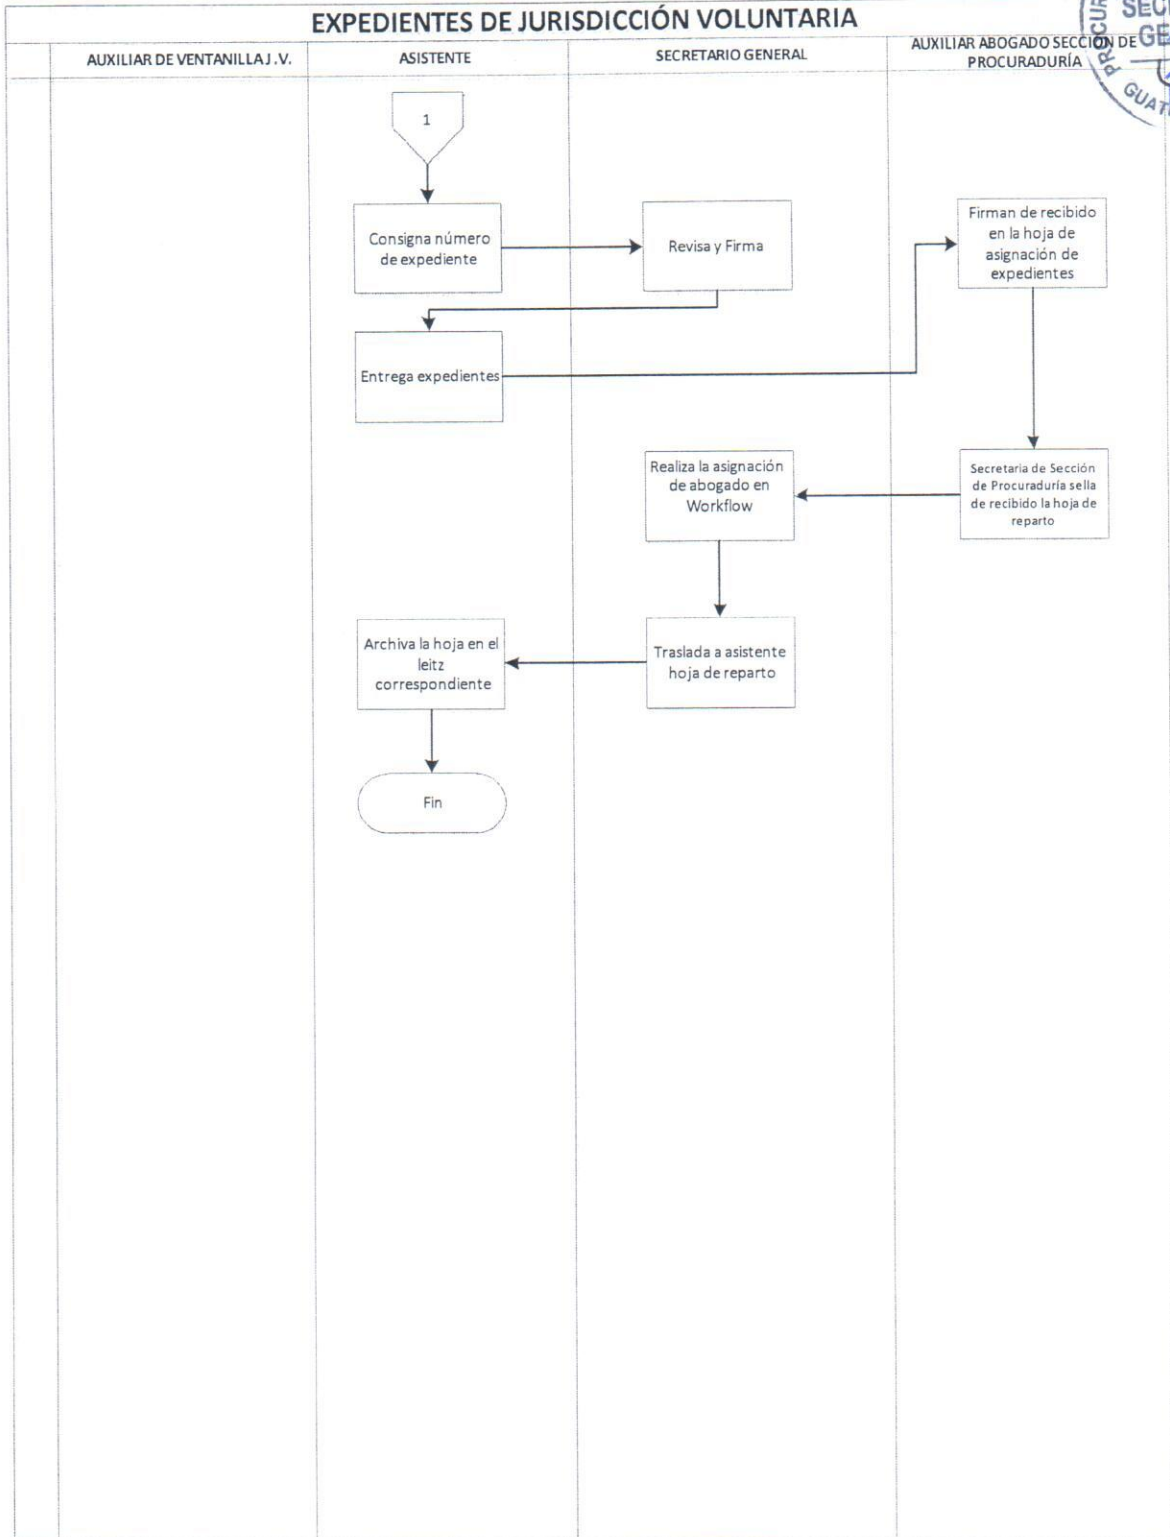 EXPEDIENTES DE JURISDICCIÓN VOLUNTARIA
AUXILIAR DE VENTANILLA J.V.
ASISTENTE
SECRETARIO GENERAL
AUXILIAR ABOGADO SECCIÓN DE
PROCURADURÍA
1
Consigna número
de expediente
Revisa y Firma
Firman de recibido
en la hoja de
asignación de
expedientes
Entrega expedientes
Realiza la asignación
de abogado en
Workflow
Secretaria de Sección
de Procuraduría sella
de recibido la hoja de
reparto
Archiva la hoja en el
leitz
correspondiente
Traslada a asistente
hoja de reparto
Fin